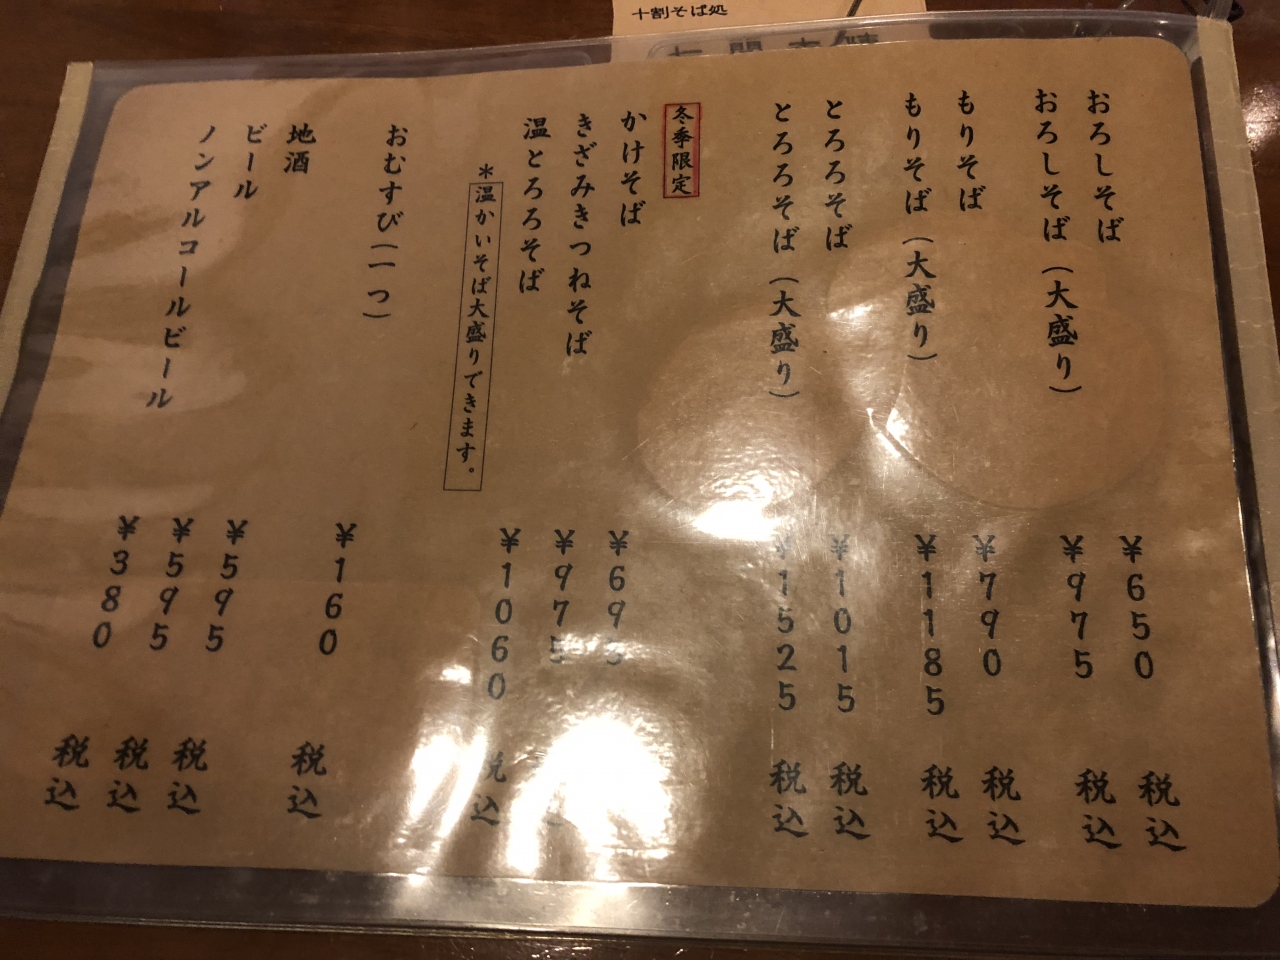 十割そば処
おろしそば ¥650 税込
おろしそば(大盛り) ¥975 税込
もりそば ¥790 税込
もりそば(大盛り) ¥1185 税込
とろろそば ¥1015 税込
とろろそば(大盛り) ¥1525 税込
冬季限定
かけそば ¥695
きざみきつねそば ¥975
温とろろそば ¥1060 税込
*温かいそば大盛りできます。
おむすび(一つ) ¥160 税込
地酒 ¥595 税込
ビール ¥595 税込
ノンアルコールビール ¥380 税込